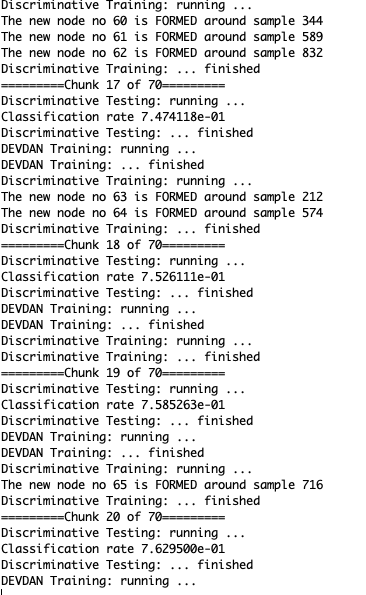 Discriminative Training: running ...
The new node no 60 is FORMED around sample 344
The new node no 61 is FORMED around sample 589
The new node no 62 is FORMED around sample 832
Discriminative Training: ... finished
=========Chunk 17 of 70=========
Discriminative Testing: running ...
Classification rate 7.474118e-01
Discriminative Testing: ... finished
DEVDAN Training: running ...
DEVDAN Training: ... finished
Discriminative Training: running ...
The new node no 63 is FORMED around sample 212
The new node no 64 is FORMED around sample 574
Discriminative Training: ... finished
=========Chunk 18 of 70=========
Discriminative Testing: running ...
Classification rate 7.526111e-01
Discriminative Testing: ... finished
DEVDAN Training: running ...
DEVDAN Training: ... finished
Discriminative Training: running ...
Discriminative Training: ... finished
=========Chunk 19 of 70=========
Discriminative Testing: running ...
Classification rate 7.585263e-01
Discriminative Testing: ... finished
DEVDAN Training: running ...
DEVDAN Training: ... finished
Discriminative Training: running ...
The new node no 65 is FORMED around sample 716
Discriminative Training: ... finished
=========Chunk 20 of 70=========
Discriminative Testing: running ...
Classification rate 7.629500e-01
Discriminative Testing: ... finished
DEVDAN Training: running ...